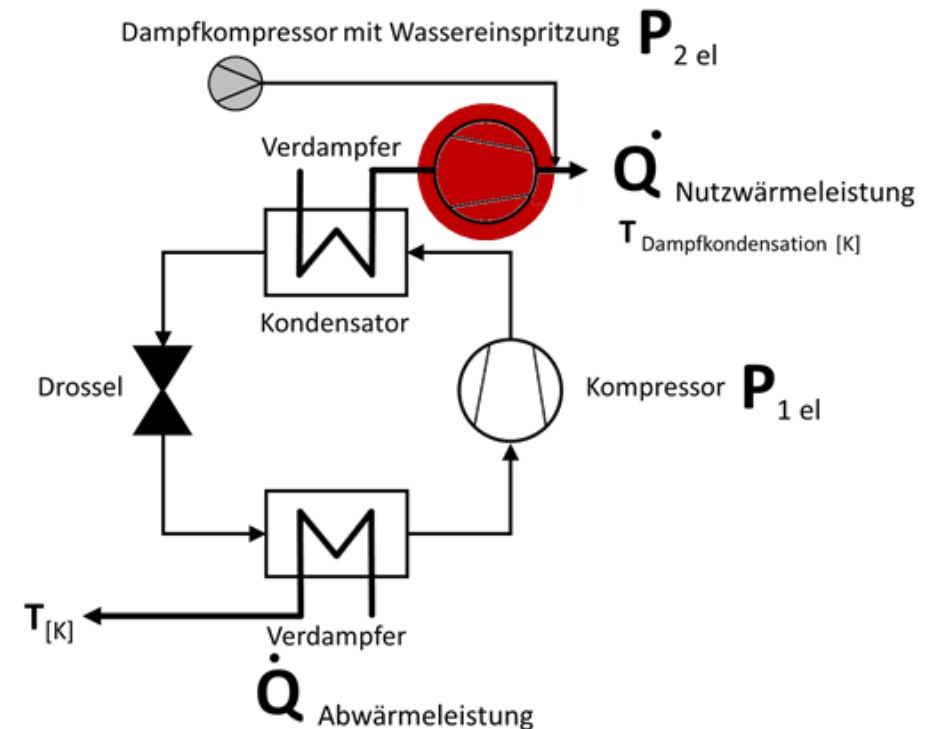 Dampfkompressor mit Wassereinspritzung P2 el
Verdampfer
Q̇ Nutzwärmeleistung
T Dampfkondensation [K]
Kondensator
Drossel
Kompressor P1 el
T[K]
Verdampfer
Q̇ Abwärmeleistung